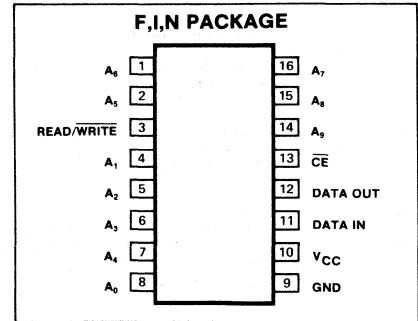 F,I,N PACKAGE
A₆ 1 16 A₇
A₅ 2 15 A₈
READ/WRITE 3 14 A₉
A₁ 4 13 CE
A₂ 5 12 DATA OUT
A₃ 6 11 DATA IN
A₄ 7 10 VCC
A₀ 8 9 GND